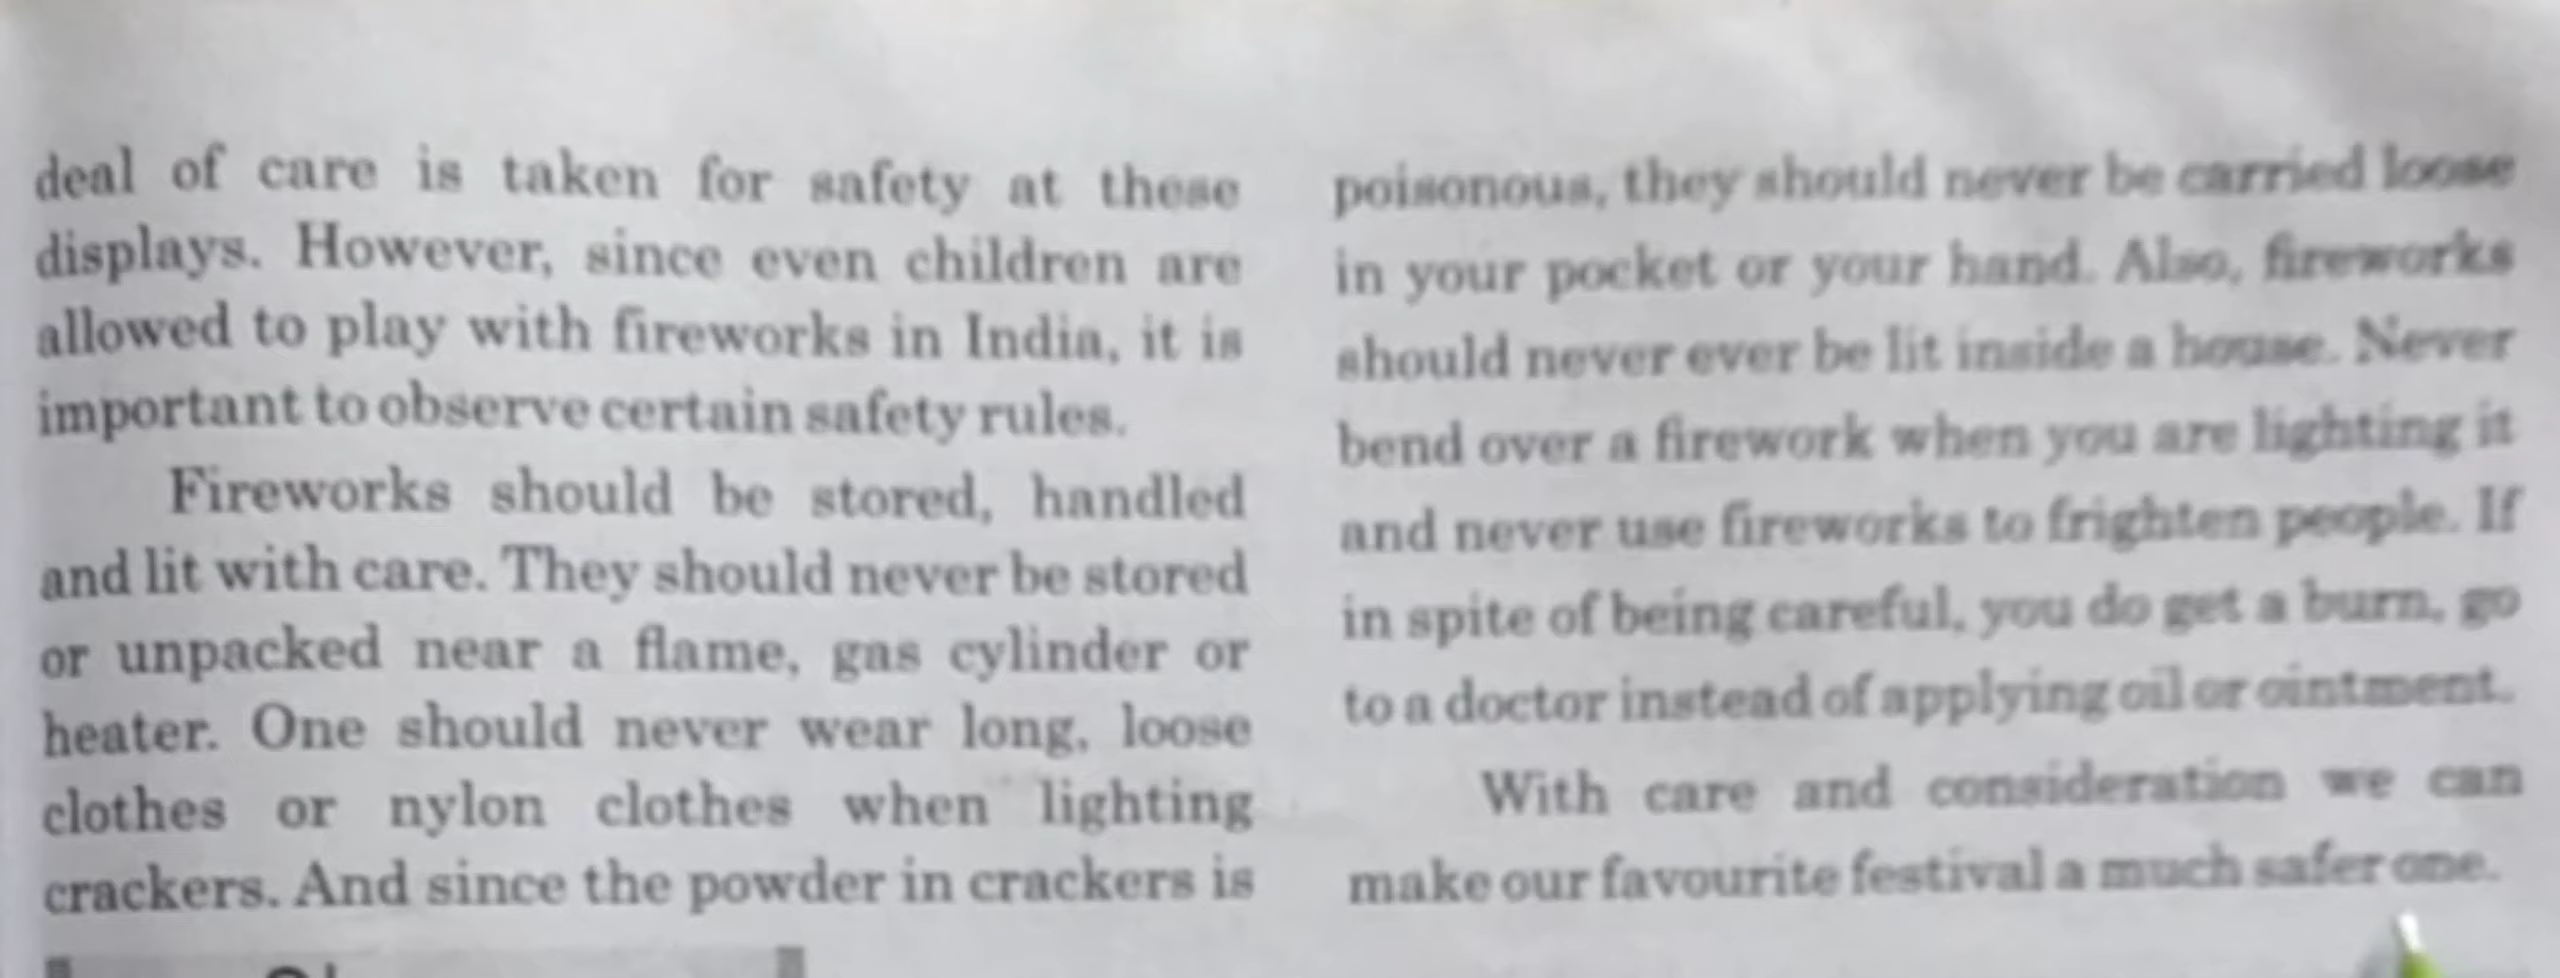 deal of care is taken for safety at these
displays. However, since even children are
allowed to play with fireworks in India, it is
important to observe certain safety rules.
Fireworks should be stored, handled
and lit with care. They should never be stored
or unpacked near a flame, gas cylinder or
heater. One should never wear long, loose
clothes or nylon clothes when lighting
crackers. And since the powder in crackers is
poisonous, they should never be carried loose
in your pocket or your hand. Also, fireworks
should never ever be lit inside a house. Never
bend over a firework when you are lighting it
and never use fireworks to frighten people. If
in spite of being careful, you do get a burn, go
to a doctor instead of applying oil or ointment.
With care and consideration we can
make our favourite festival a much safer one.